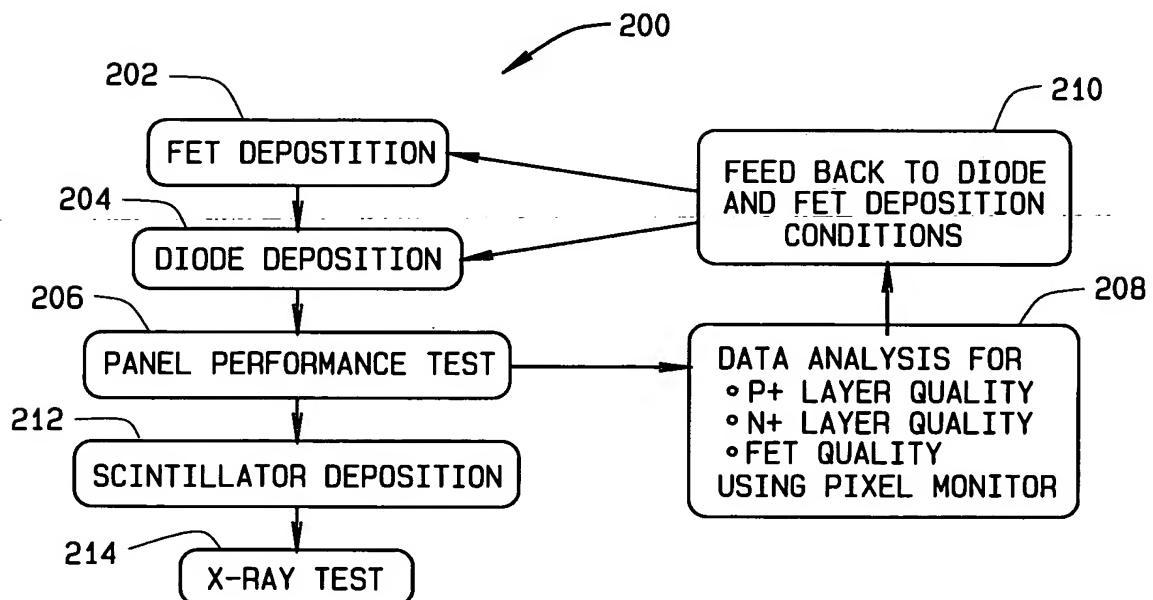 200
202
FET DEPOSTITION
204
DIODE DEPOSITION
206
PANEL PERFORMANCE TEST
212
SCINTILLATOR DEPOSITION
214
X-RAY TEST
210
FEED BACK TO DIODE
AND FET DEPOSITION
CONDITIONS
208
DATA ANALYSIS FOR
∘ P+ LAYER QUALITY
∘ N+ LAYER QUALITY
∘ FET QUALITY
USING PIXEL MONITOR